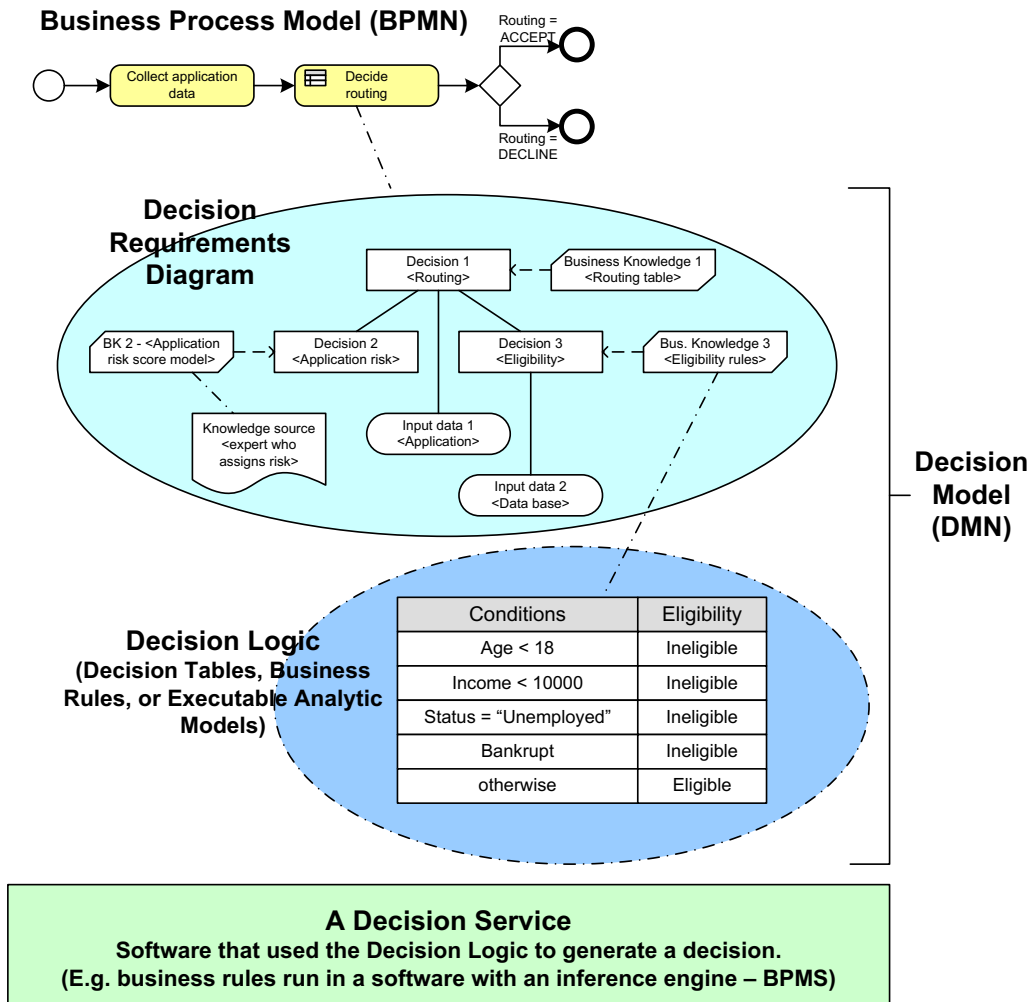 Business Process Model (BPMN)
Routing =
ACCEPT
Collect application
data
Decide
routing
Routing =
DECLINE
Decision
Requirements
Diagram
Decision 1
<Routing>
Business Knowledge 1
<Routing table>
BK 2 - <Application
risk score model>
Decision 2
<Application risk>
Decision 3
<Eligibility>
Bus. Knowledge 3
<Eligibility rules>
Knowledge source
<expert who
assigns risk>
Input data 1
<Application>
Input data 2
<Data base>
Decision
Model
(DMN)
Decision Logic
(Decision Tables, Business
Rules, or Executable Analytic
Models)
Conditions Eligibility
Age < 18 Ineligible
Income < 10000 Ineligible
Status = “Unemployed” Ineligible
Bankrupt Ineligible
otherwise Eligible
A Decision Service
Software that used the Decision Logic to generate a decision.
(E.g. business rules run in a software with an inference engine – BPMS)